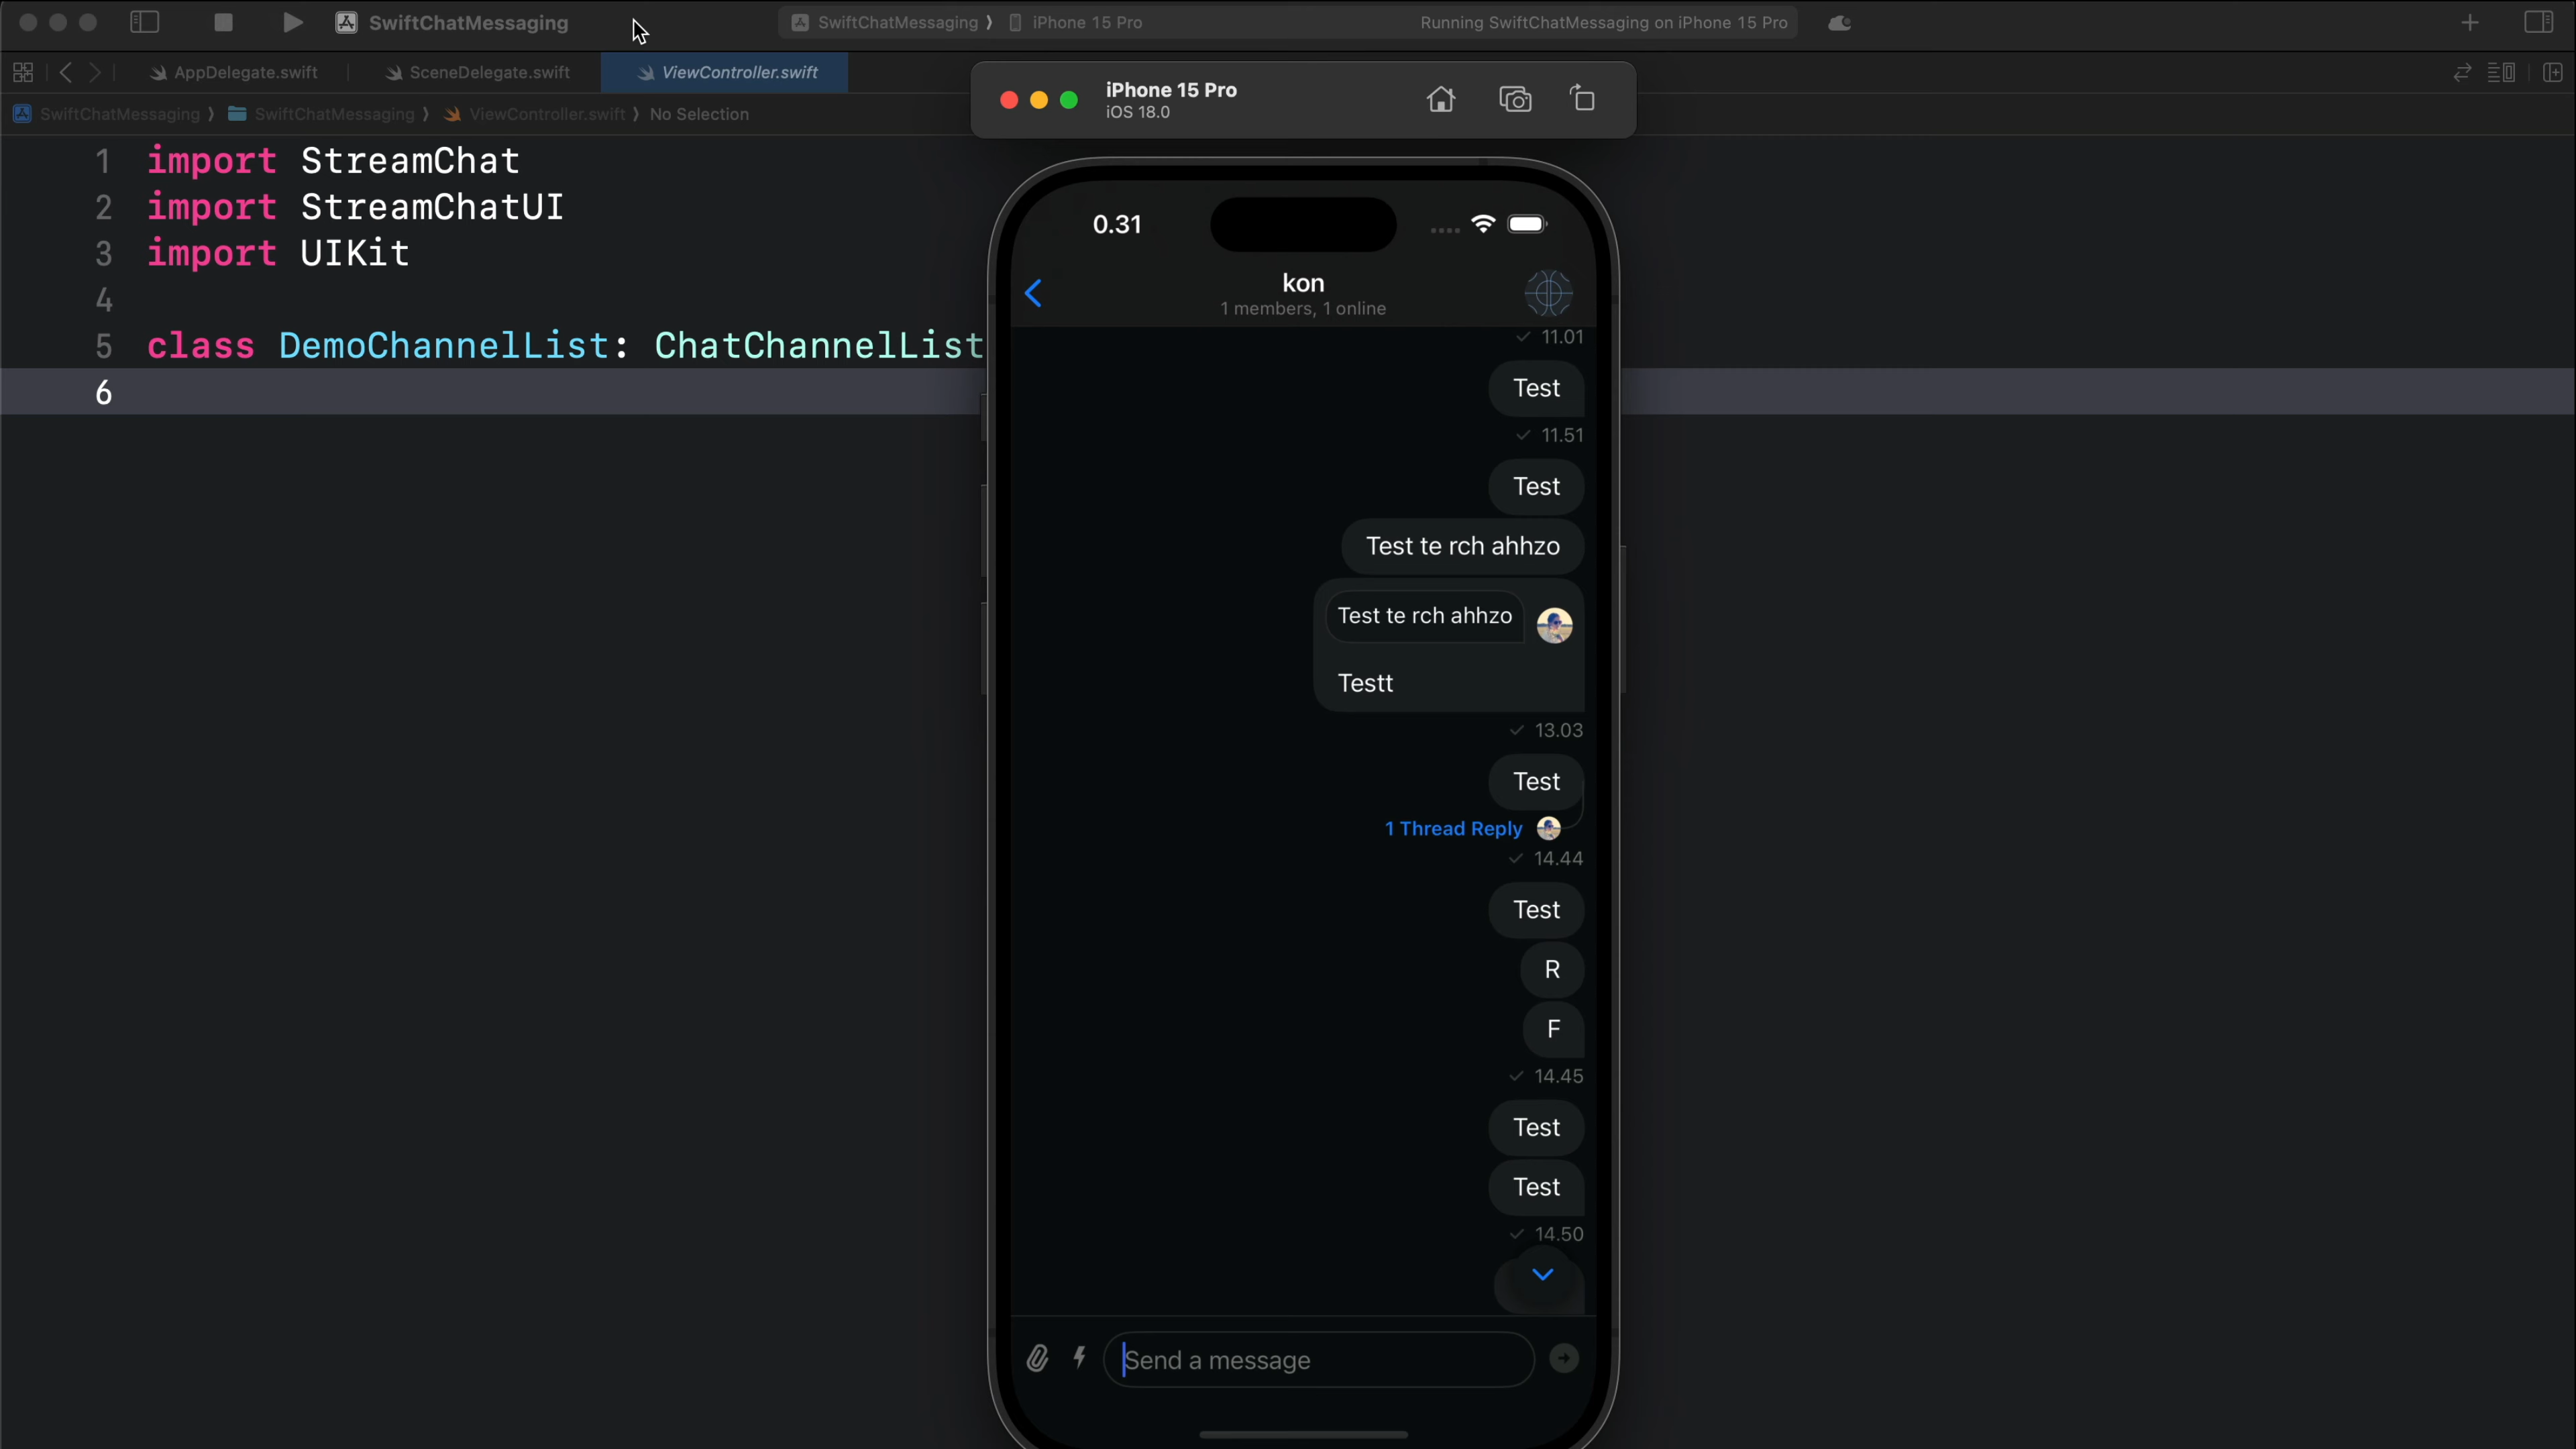 SwiftChatMessaging
SwiftChatMessaging ⟩ iPhone 15 Pro
Running SwiftChatMessaging on iPhone 15 Pro
AppDelegate.swift
SceneDelegate.swift
ViewController.swift
SwiftChatMessaging ⟩ SwiftChatMessaging ⟩ ViewController.swift ⟩ No Selection
1 import StreamChat
2 import StreamChatUI
3 import UIKit
4
5 class DemoChannelList: ChatChannelList
6
iPhone 15 Pro
iOS 18.0
0.31
kon
1 members, 1 online
11.01
Test
11.51
Test
Test te rch ahhzo
Test te rch ahhzo
Testt
13.03
Test
1 Thread Reply
14.44
Test
R
F
14.45
Test
Test
14.50
Send a message